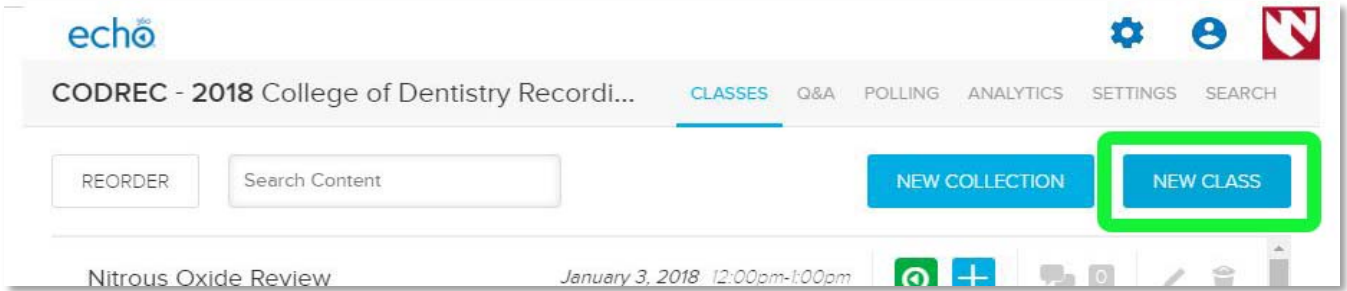 echo360
CODREC - 2018 College of Dentistry Recordi... CLASSES Q&A POLLING ANALYTICS SETTINGS SEARCH
REORDER Search Content NEW COLLECTION NEW CLASS
Nitrous Oxide Review January 3, 2018 12:00pm-1:00pm 0